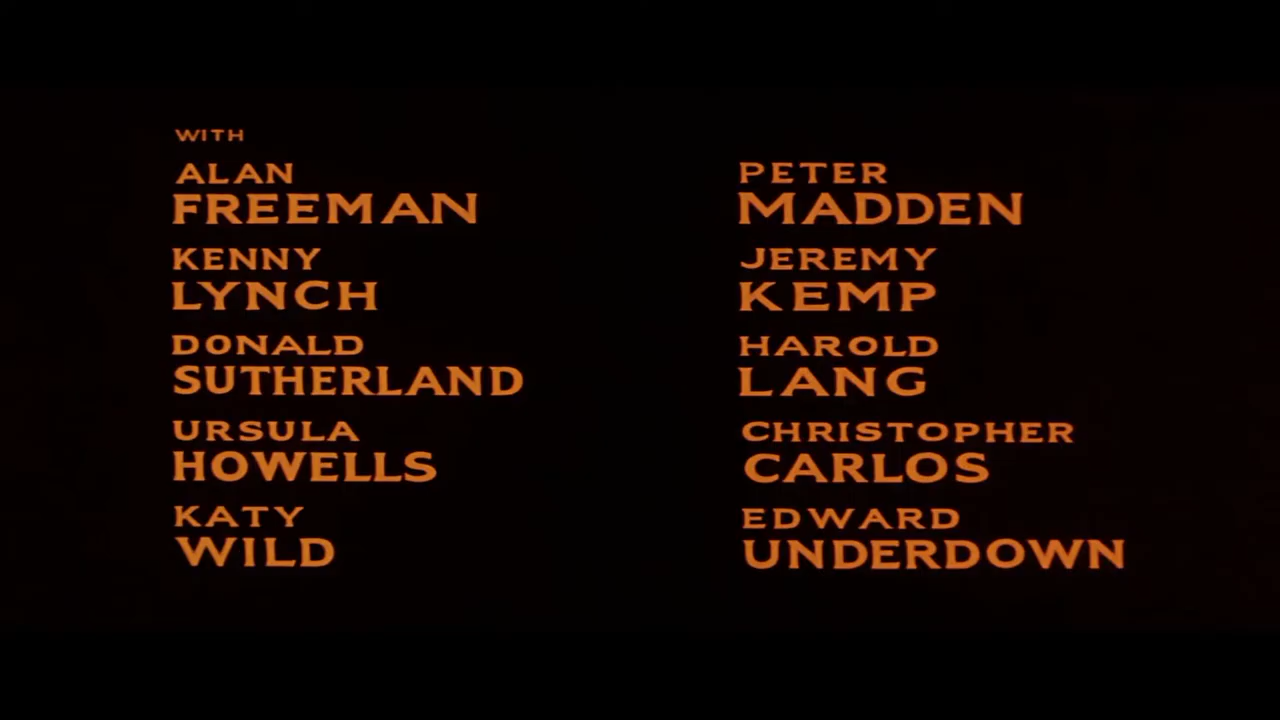 WITH
ALAN
FREEMAN
KENNY
LYNCH
DONALD
SUTHERLAND
URSULA
HOWELLS
KATY
WILD
PETER
MADDEN
JEREMY
KEMP
HAROLD
LANG
CHRISTOPHER
CARLOS
EDWARD
UNDERDOWN